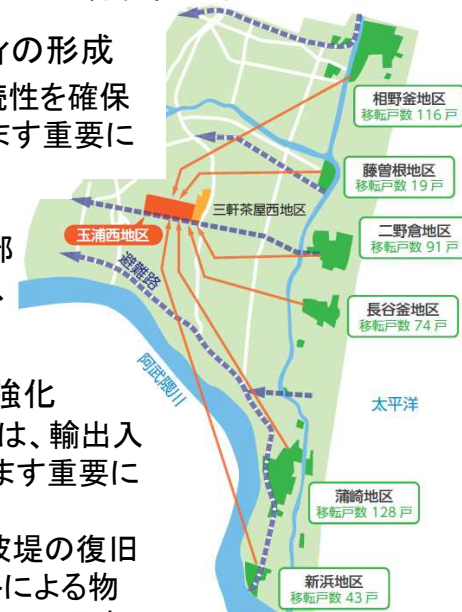 ィの形成
売性を確保
ます重要に
部
強化
は、輸出入
ます重要に
波堤の復旧
による物
相野釜地区
移転戸数 116 戸
藤曽根地区
移転戸数 19 戸
三軒茶屋西地区
玉浦西地区
二野倉地区
移転戸数 91 戸
避難路
長谷釜地区
移転戸数 74 戸
阿武隈川
太平洋
蒲崎地区
移転戸数 128 戸
新浜地区
移転戸数 43 戸